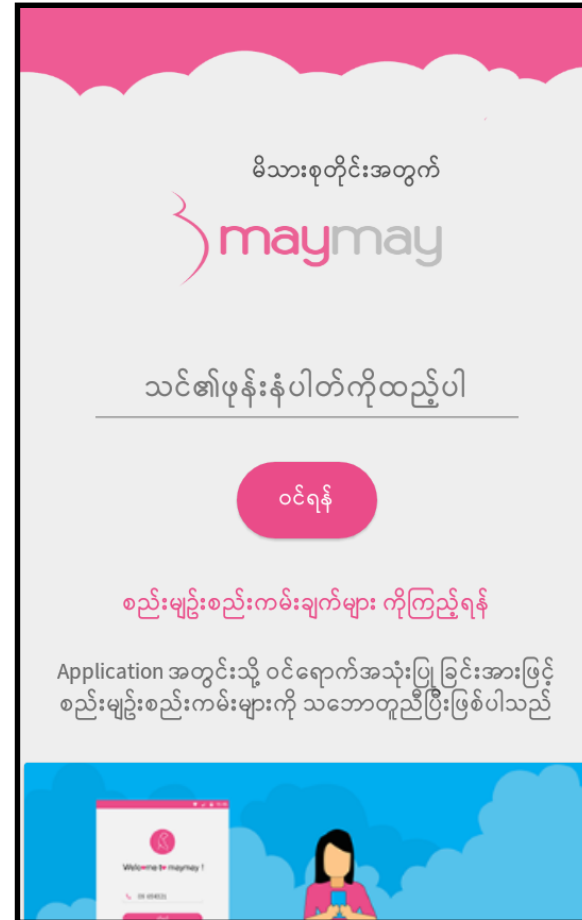 မိသားစုတိုင်းအတွက်
maymay
သင်၏ဖုန်းနံပါတ်ကိုထည့်ပါ
ဝင်ရန်
စည်းမျဥ်းစည်းကမ်းချက်များ ကိုကြည့်ရန်
Application အတွင်းသို့ ဝင်ရောက်အသုံးပြုခြင်းအားဖြင့်
စည်းမျဥ်းစည်းကမ်းများကို သဘောတူညီပြီးဖြစ်ပါသည်
Welcome to maymay !